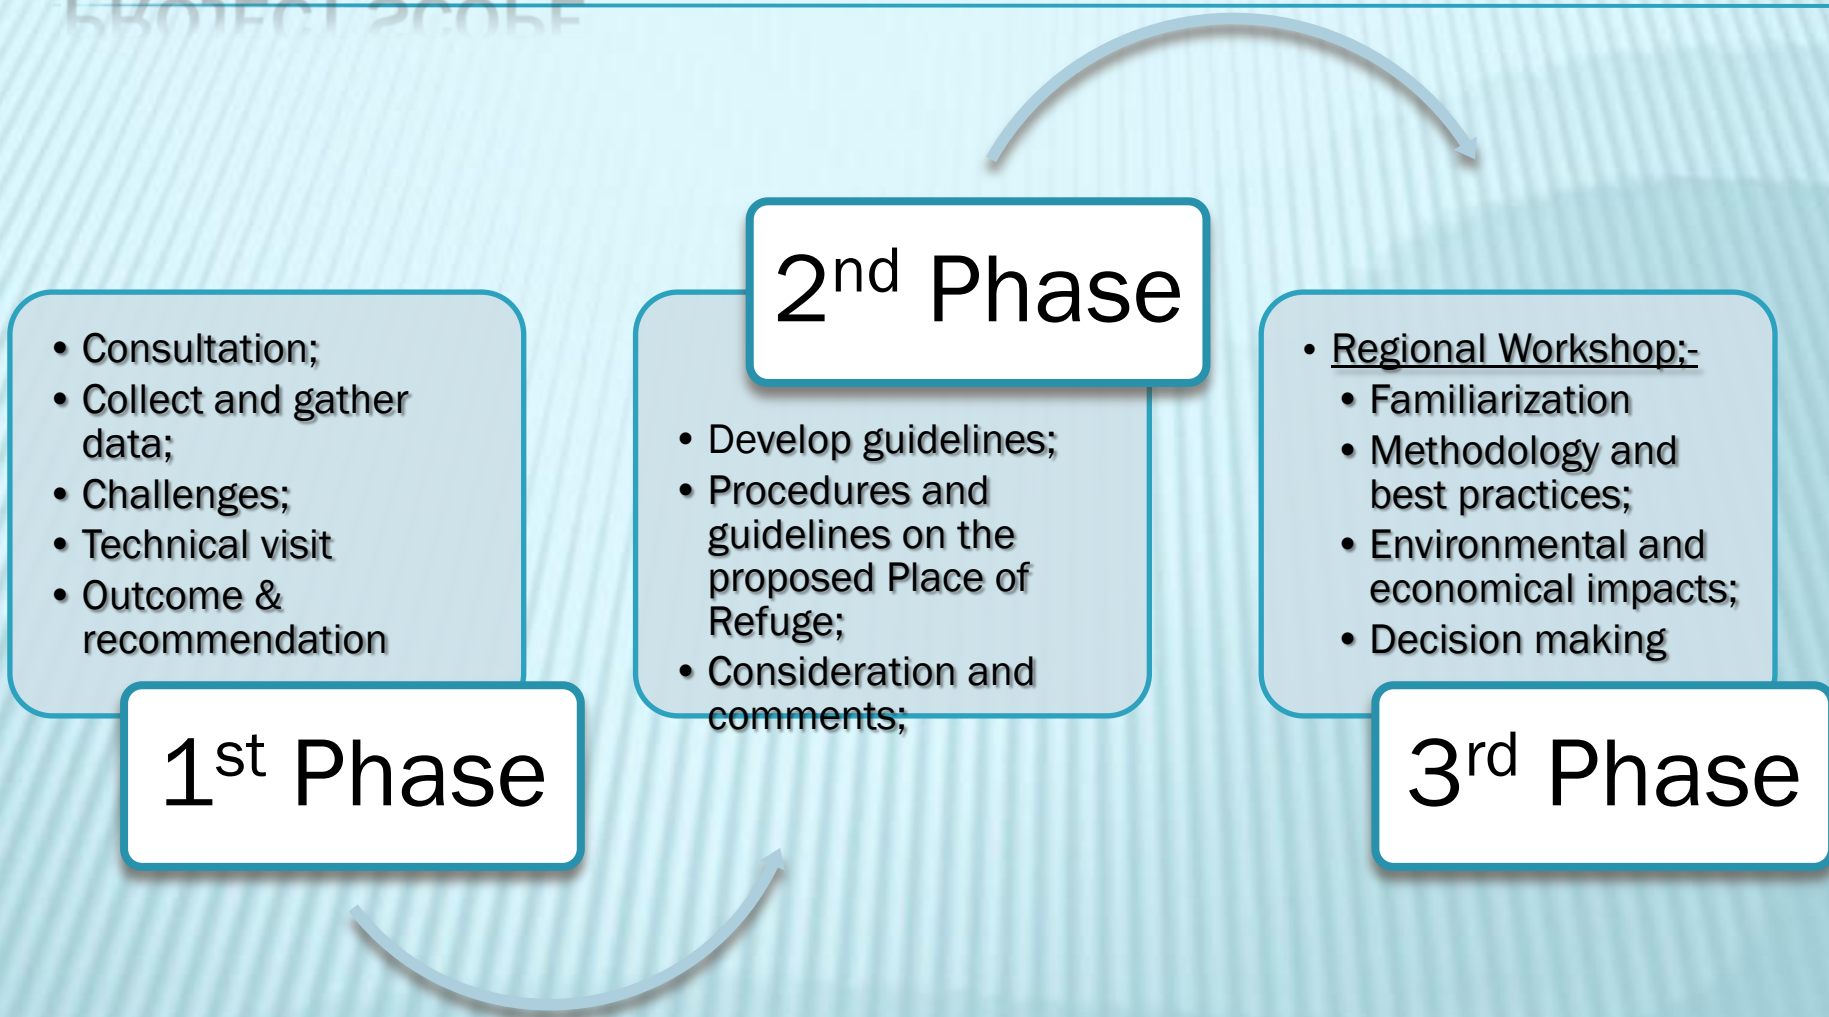 PROJECT SCOPE
• Consultation;
• Collect and gather
data;
• Challenges;
• Technical visit
• Outcome &
recommendation
1st Phase
2nd Phase
• Develop guidelines;
• Procedures and
guidelines on the
proposed Place of
Refuge;
• Consideration and
comments;
• Regional Workshop;-
• Familiarization
• Methodology and
best practices;
• Environmental and
economical impacts;
• Decision making
3rd Phase